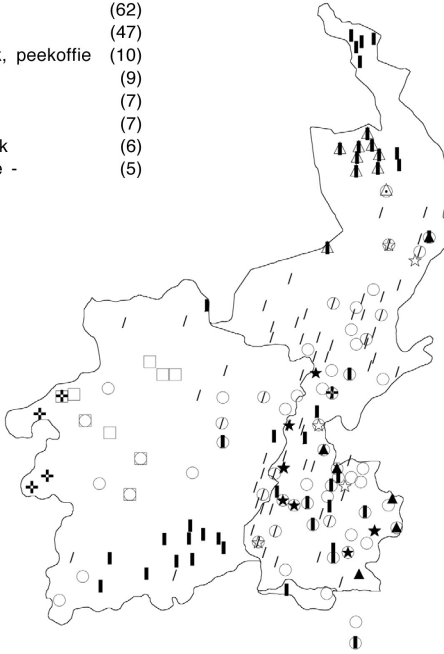 (62)
(47)
, peekoffie (10)
(9)
(7)
(7)
k (6)
e - (5)